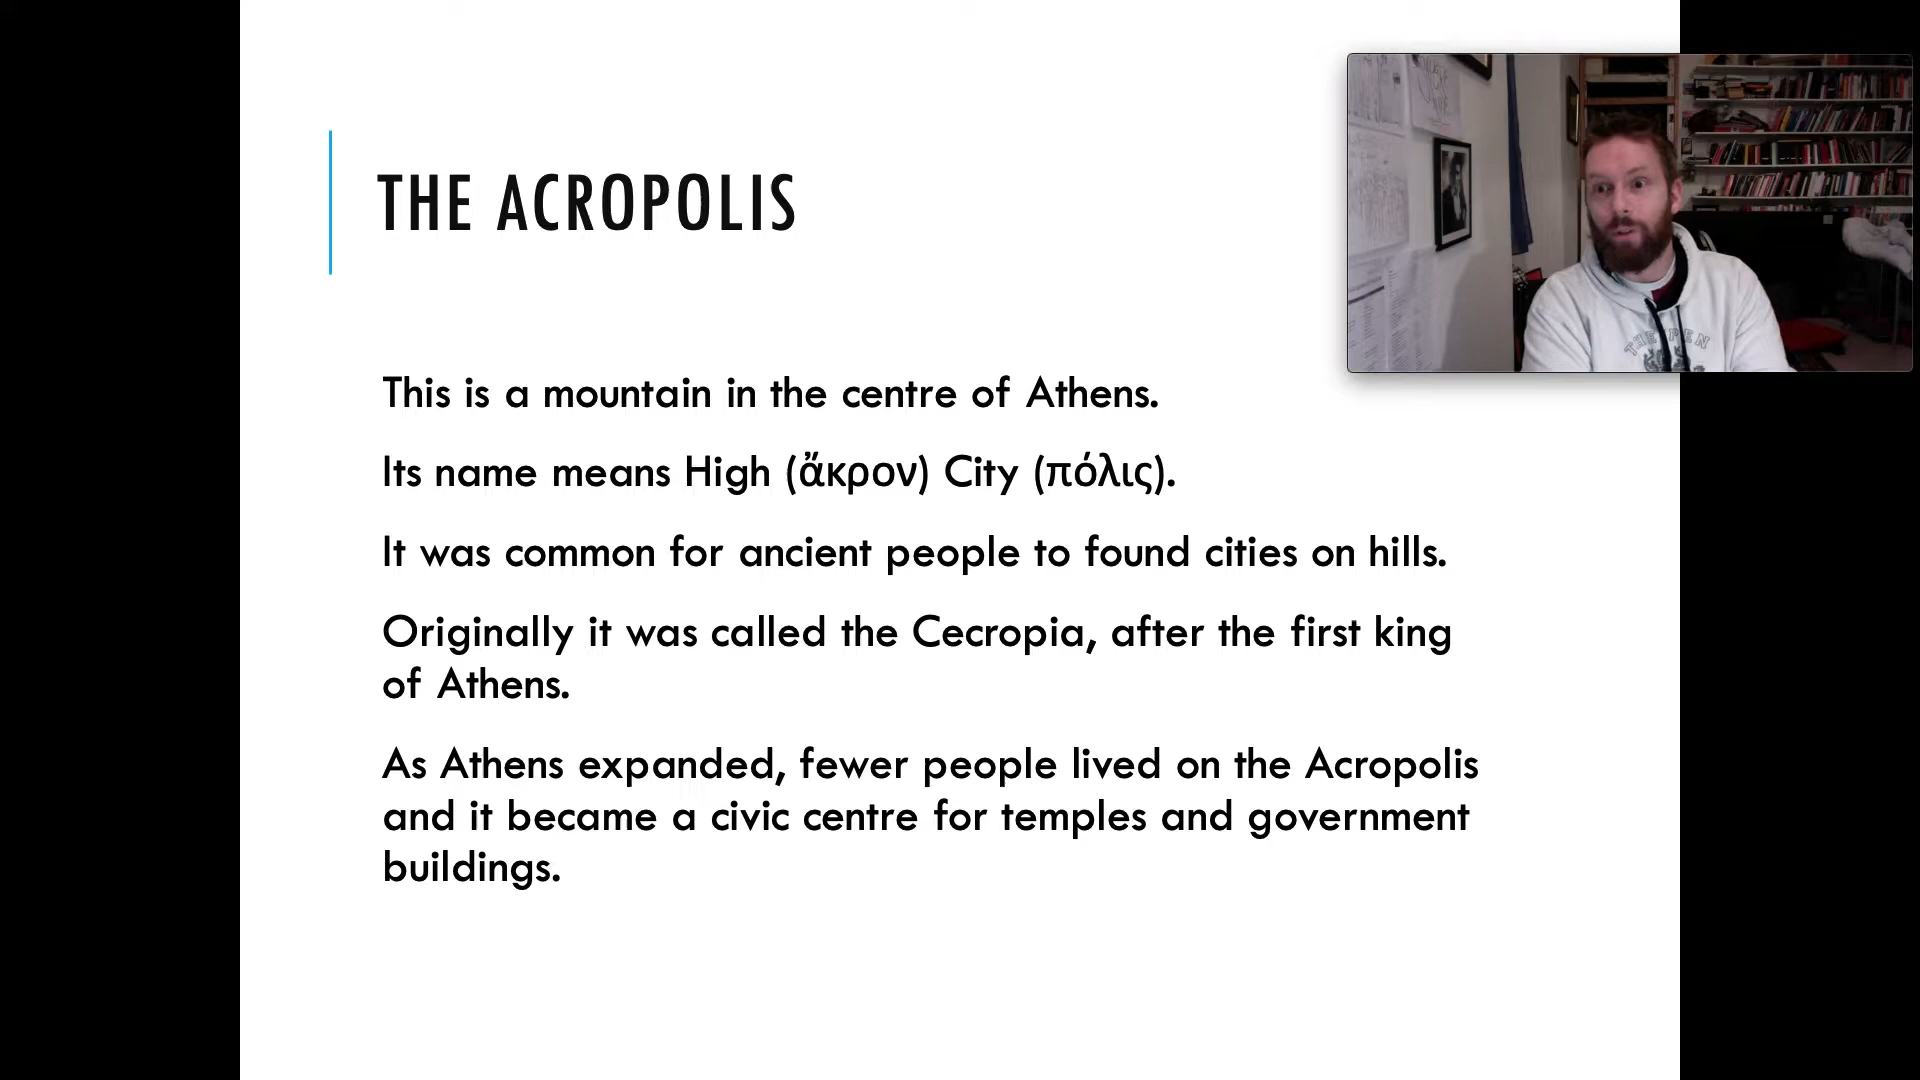 THE ACROPOLIS
This is a mountain in the centre of Athens.
Its name means High (ἄκρον) City (πόλις).
It was common for ancient people to found cities on hills.
Originally it was called the Cecropia, after the first king
of Athens.
As Athens expanded, fewer people lived on the Acropolis
and it became a civic centre for temples and government
buildings.